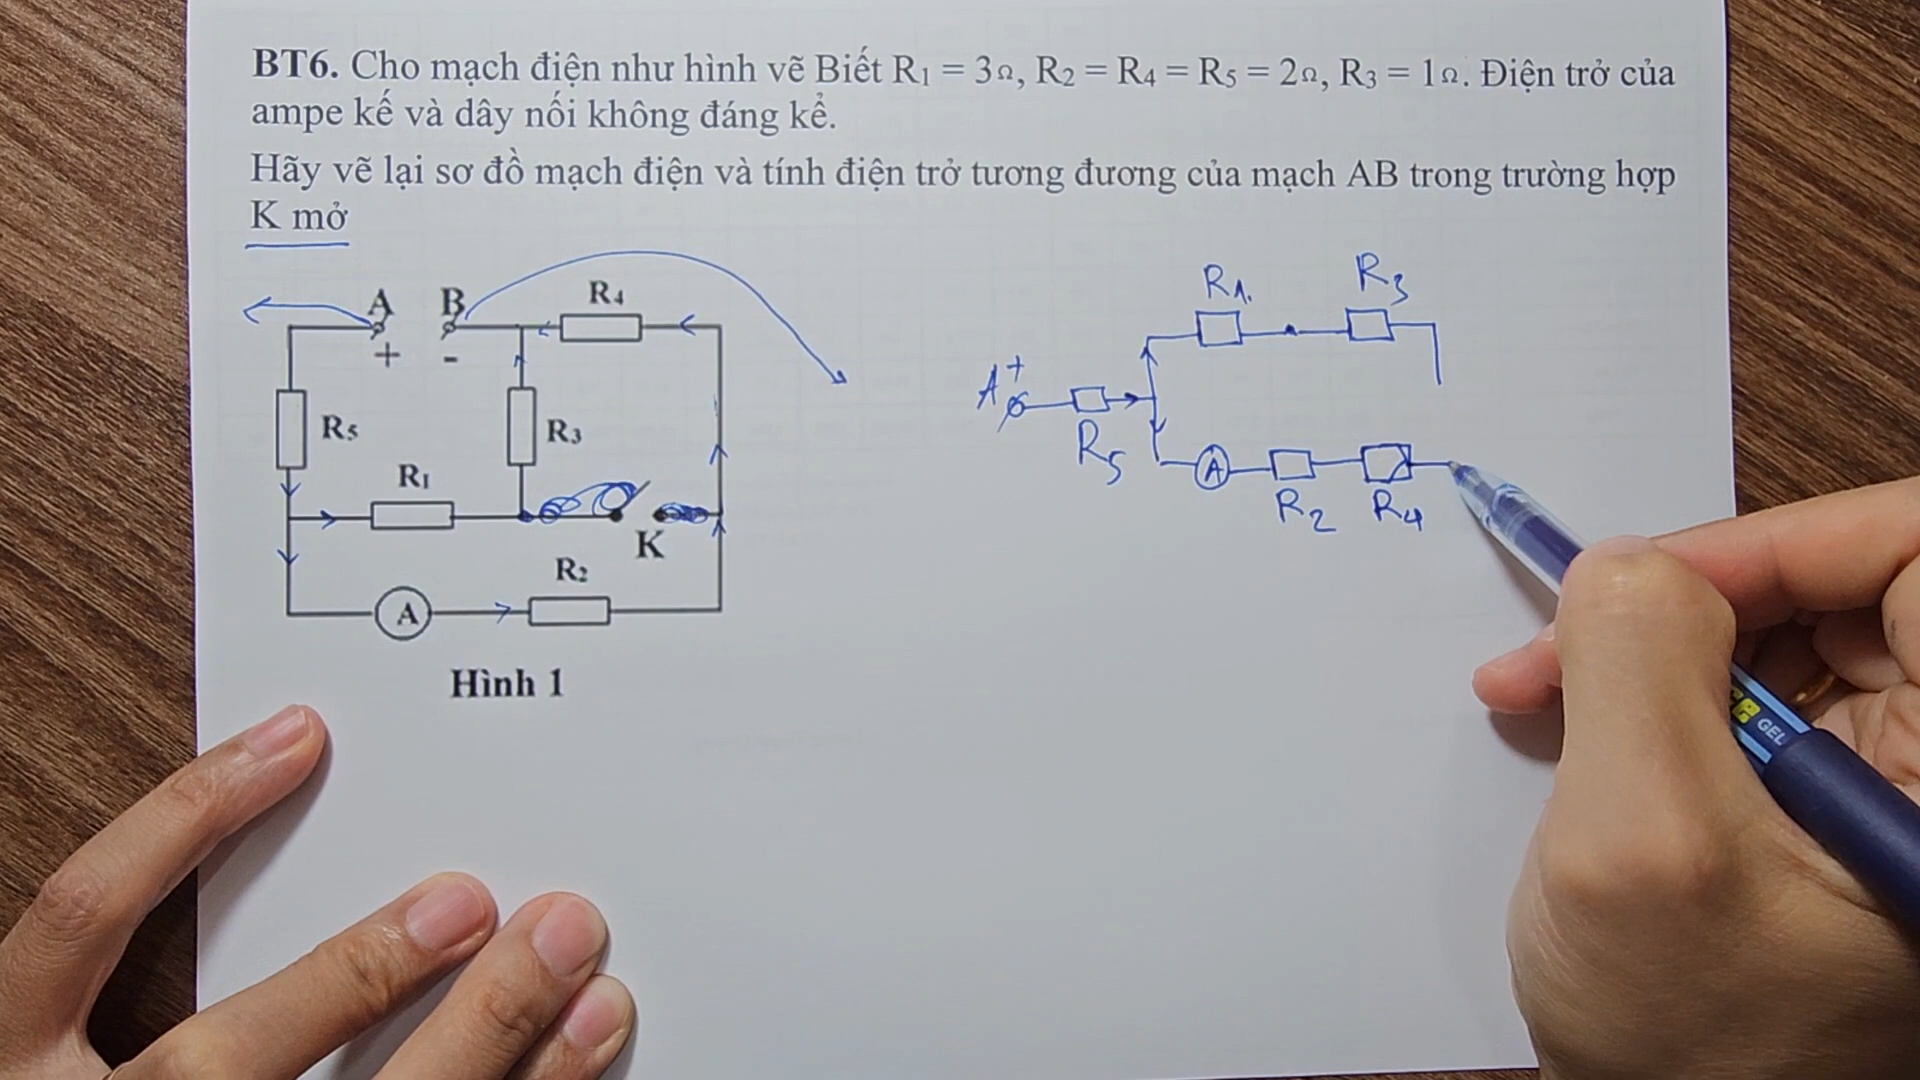 BT6. Cho mạch điện như hình vẽ Biết R₁ = 3Ω, R₂ = R₄ = R₅ = 2Ω, R₃ = 1Ω. Điện trở của
ampe kế và dây nối không đáng kể.
Hãy vẽ lại sơ đồ mạch điện và tính điện trở tương đương của mạch AB trong trường hợp
K mở
A B R₄
+ -
R₅ R₃
R₁
K
R₂
A
Hình 1
R₁. R₃
A +
R₅
A
R₂ R₄
GEL